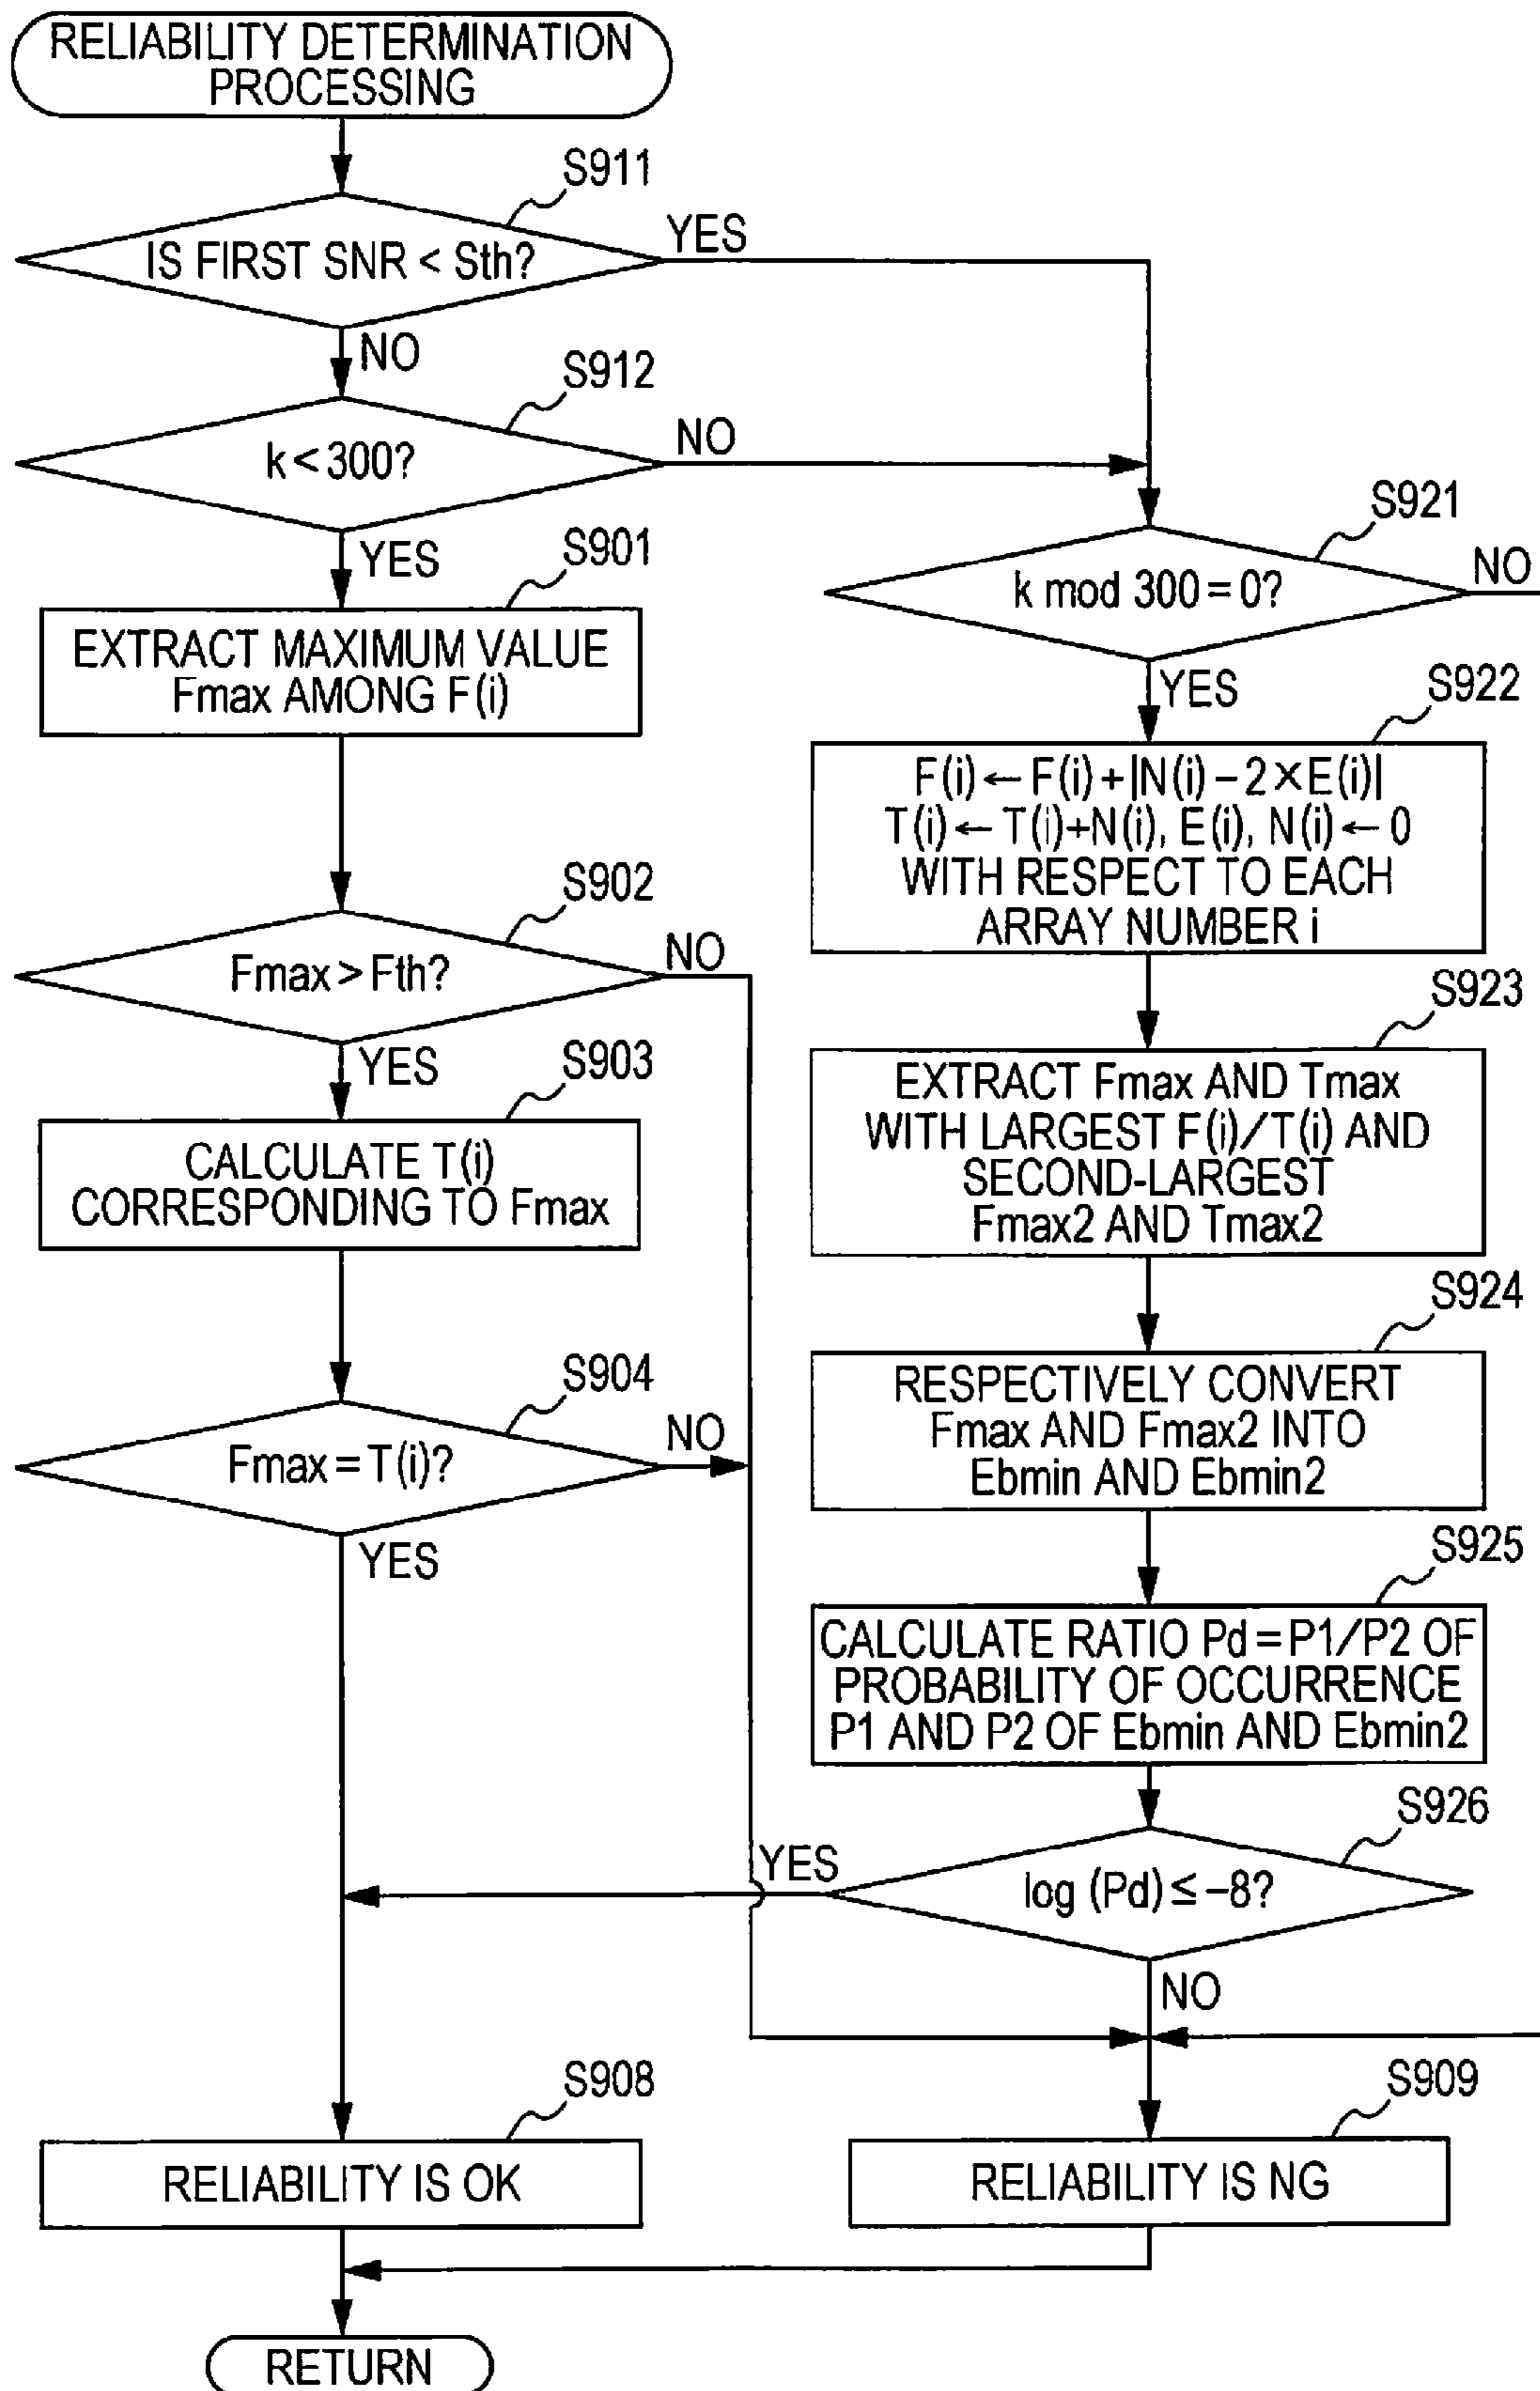 RELIABILITY DETERMINATION
PROCESSING
S911
IS FIRST SNR < Sth?
YES
NO
S912
k < 300?
NO
YES
S901
EXTRACT MAXIMUM VALUE
Fmax AMONG F(i)
S902
Fmax > Fth?
NO
YES
S903
CALCULATE T(i)
CORRESPONDING TO Fmax
S904
Fmax = T(i)?
NO
YES
S921
k mod 300 = 0?
NO
YES
S922
F(i) ← F(i) + |N(i) − 2 × E(i)|
T(i) ← T(i)+N(i), E(i), N(i) ← 0
WITH RESPECT TO EACH
ARRAY NUMBER i
S923
EXTRACT Fmax AND Tmax
WITH LARGEST F(i)/T(i) AND
SECOND-LARGEST
Fmax2 AND Tmax2
S924
RESPECTIVELY CONVERT
Fmax AND Fmax2 INTO
Ebmin AND Ebmin2
S925
CALCULATE RATIO Pd = P1/P2 OF
PROBABILITY OF OCCURRENCE
P1 AND P2 OF Ebmin AND Ebmin2
S926
log (Pd) ≤ −8?
YES
NO
S908
RELIABILITY IS OK
S909
RELIABILITY IS NG
RETURN